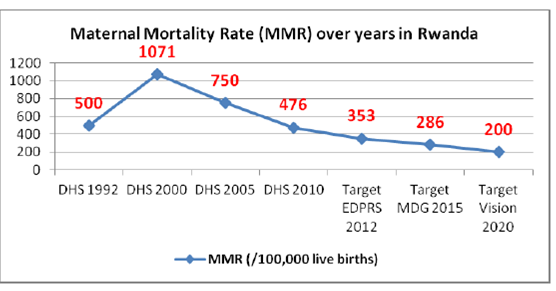 Maternal Mortality Rate (MMR) over years in Rwanda
1200
1000
800
600
400
200
0
500
1071
750
476
353
286
200
DHS 1992
DHS 2000
DHS 2005
DHS 2010
Target
EDPRS
2012
Target
MDG 2015
Target
Vision
2020
MMR (/100,000 live births)